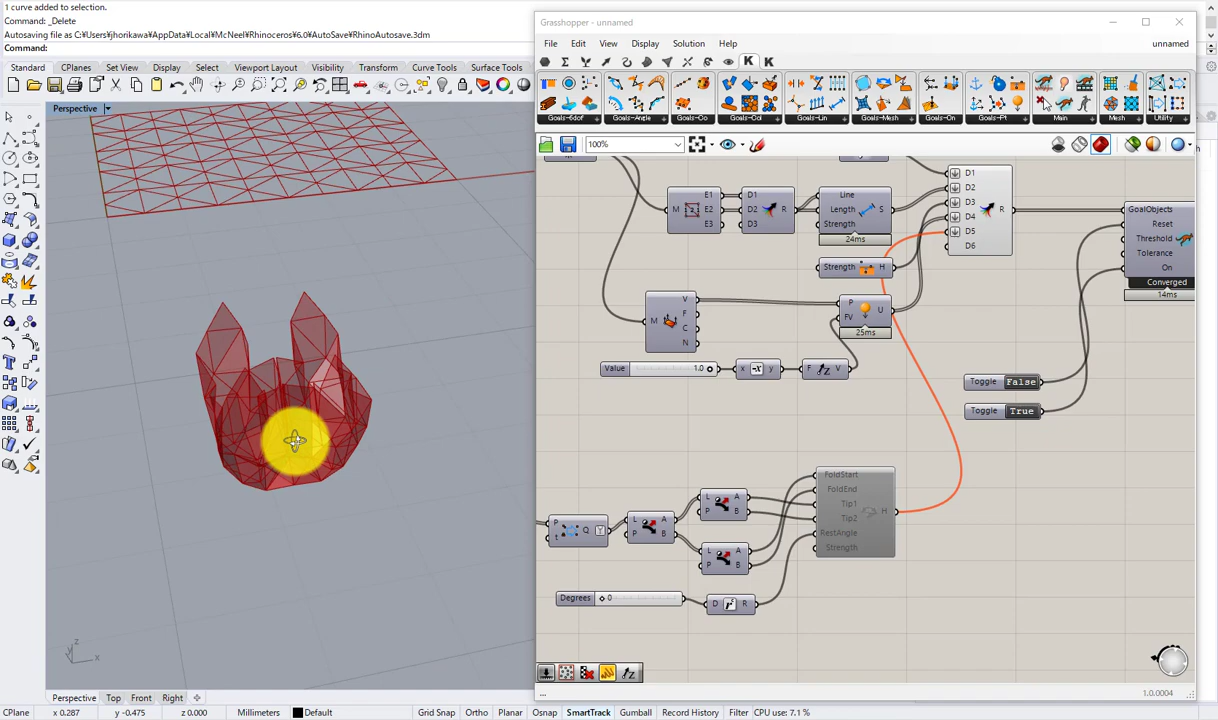 1 curve added to selection.
Command: _Delete
Autosaving file as C:¥Users¥jhorikawa¥AppData¥Local¥McNeel¥Rhinoceros¥6.0¥AutoSave¥RhinoAutosave.3dm
Command:
Standard CPlanes Set View Display Select Viewport Layout Visibility Transform Curve Tools Surface Tools
Perspective
Grasshopper - unnamed
File Edit View Display Solution Help unnamed
K K
Goals-6dof Goals-Angle Goals-Co Goals-Col Goals-Lin Goals-Mesh Goals-On Goals-Pt Main Mesh Utility
100%
M E1 E2 E3
D1 D2 D3 R
Line Length Strength S
24ms
D1 D2 D3 D4 D5 D6 R
GoalObjects
Reset
Threshold
Tolerance
On
Converged
14ms
Strength H
M V F C N
P FV U
25ms
Value 1.0
x -x y
F Z V
Toggle False
Toggle True
FoldStart
FoldEnd
Tip1
Tip2
RestAngle
Strength
H
P t Q
L P A B
L P A B
L P A B
Degrees 0
D r° R
z x
1.0.0004
Perspective Top Front Right
CPlane x 0.287 y -0.475 z 0.000 Millimeters Default Grid Snap Ortho Planar Osnap SmartTrack Gumball Record History Filter CPU use: 7.1 %